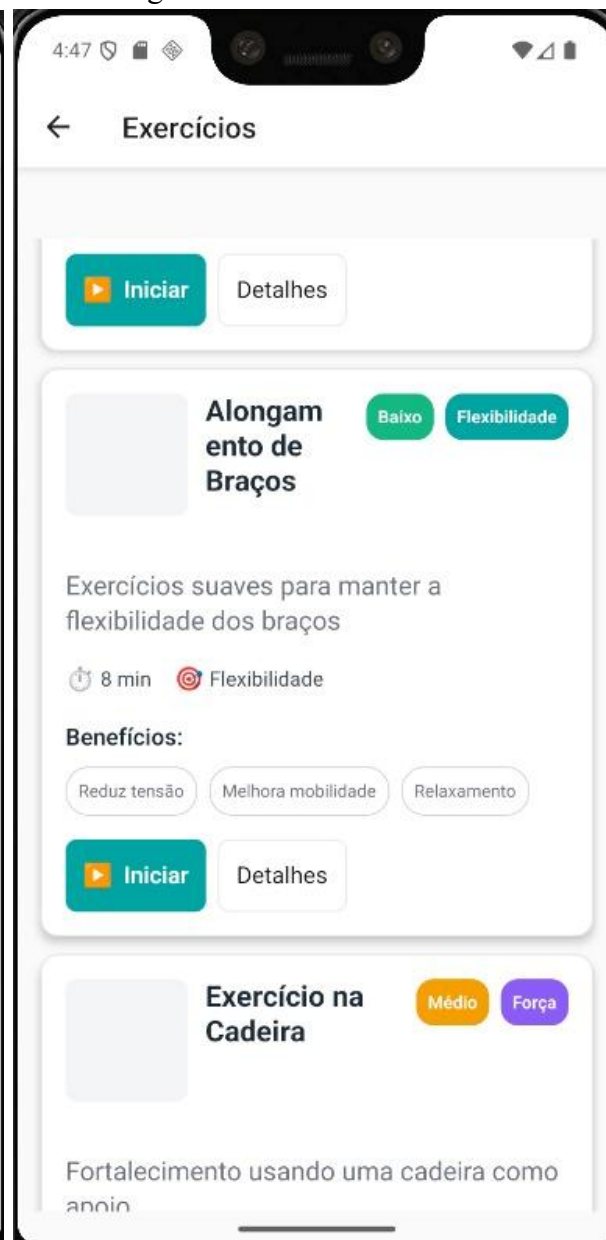 4:47
Exercícios
Iniciar Detalhes
Alongam
ento de
Braços
Baixo Flexibilidade
Exercícios suaves para manter a
flexibilidade dos braços
8 min Flexibilidade
Benefícios:
Reduz tensão Melhora mobilidade Relaxamento
Iniciar Detalhes
Exercício na
Cadeira
Médio Força
Fortalecimento usando uma cadeira como
apoio